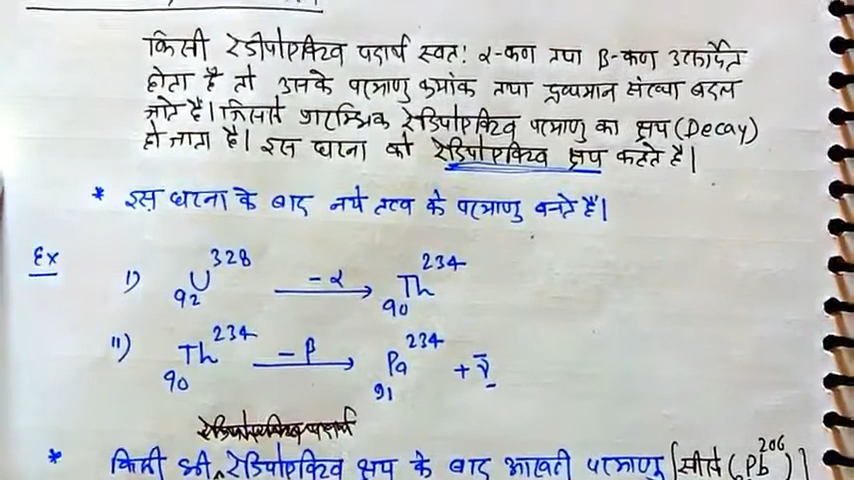 किसी रेडीयोएक्टिव पदार्थ स्वत: α-कण तथा β-कण उत्सर्जित
होता है तो उसके परमाणु क्रमांक तथा द्रव्यमान संख्या बदल
जाते है। जिससे प्रारम्भिक रेडियोएक्टिव परमाणु का क्षय (Decay)
हो जाता है। इस घटना को रेडियोएक्टिव क्षय कहते है।
* इस घटना के बाद नये तत्व के परमाणु बनते है।
Ex
i) ₉₂U³²⁸ —-α→ ₉₀Th²³⁴
ii) ₉₀Th²³⁴ —-β→ ₉₁Pa²³⁴ + ν̄
रेडियोएक्टिव पदार्थ
* किसी भी रेडियोएक्टिव क्षय के बाद आखरी परमाणु [सीसे (Pb²⁰⁶)]